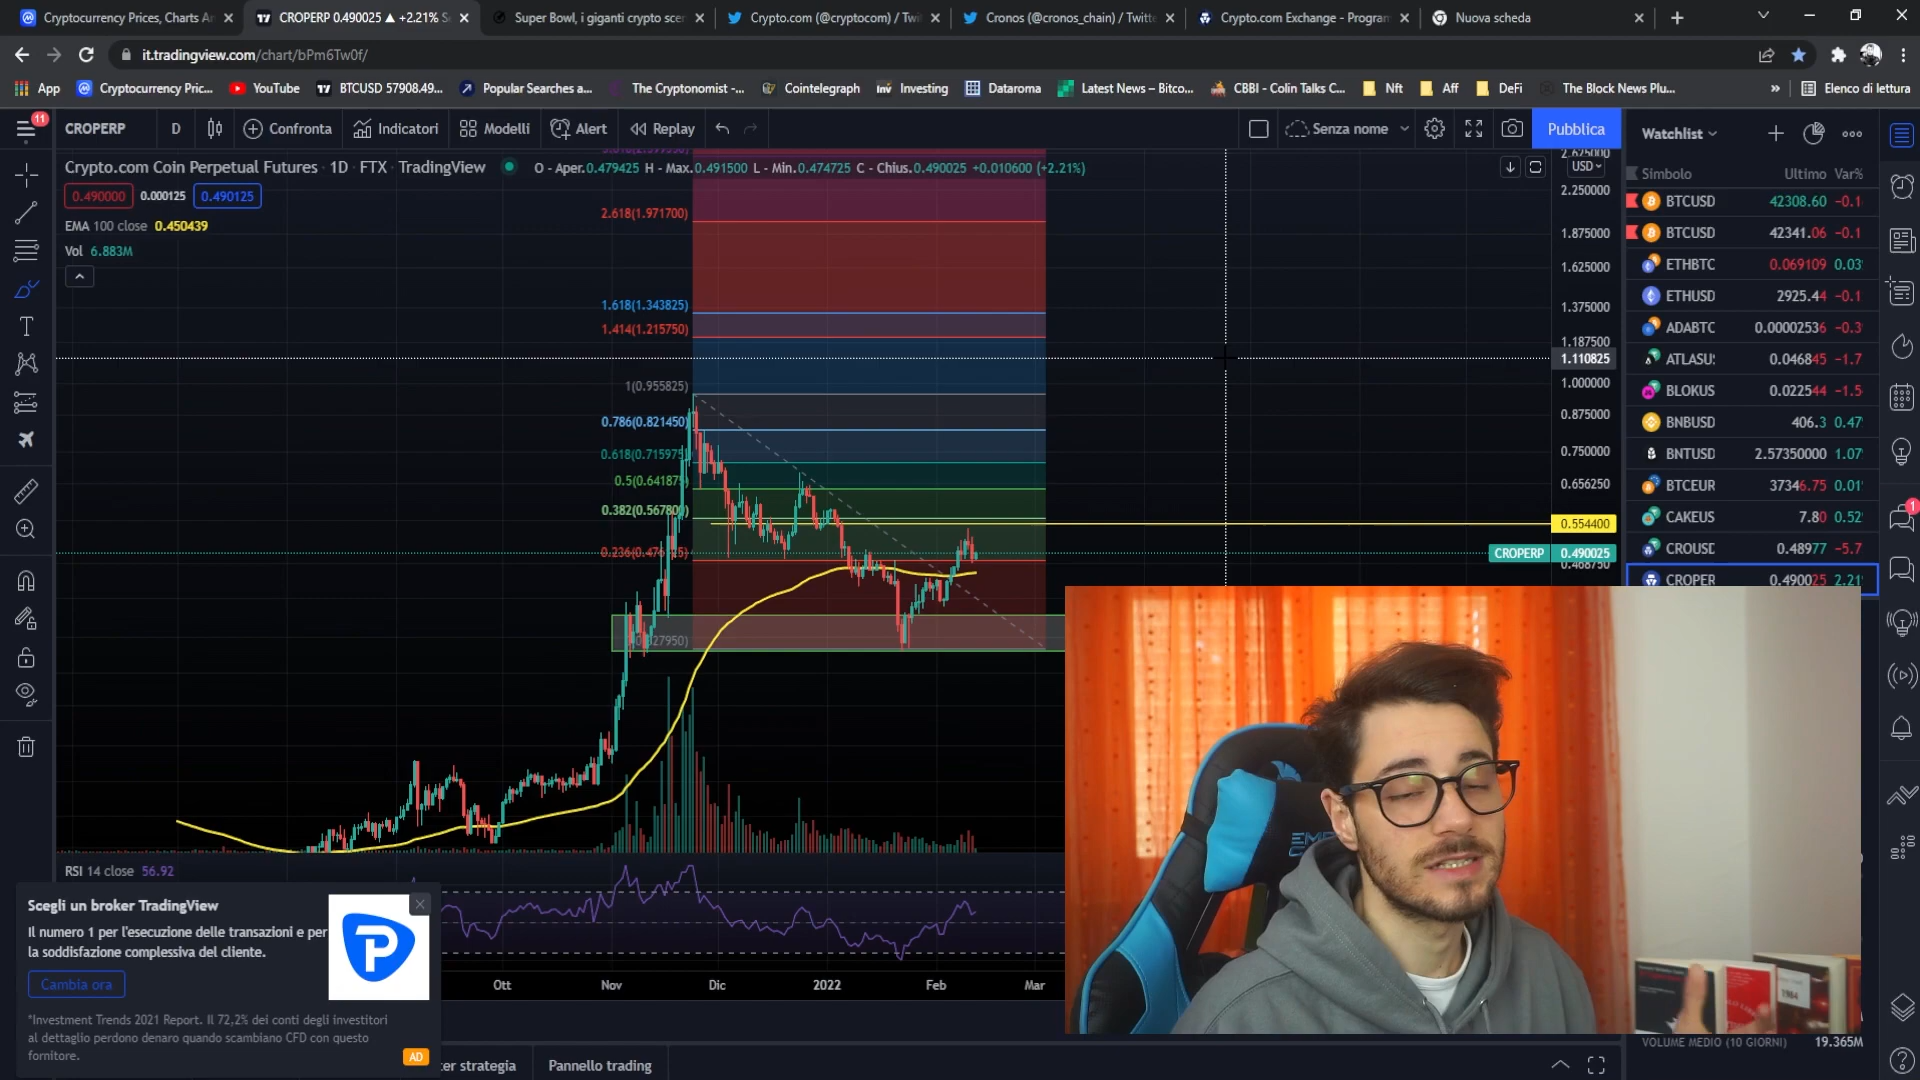 Cryptocurrency Prices, Charts Ar
CROPERP 0.490025 ▲ +2.21% S
Super Bowl, i giganti crypto scen
Crypto.com (@cryptocom) / Twi
Cronos (@cronos_chain) / Twitte
Crypto.com Exchange - Program
Nuova scheda
it.tradingview.com/chart/bPm6Tw0f/
App
Cryptocurrency Pric...
YouTube
BTCUSD 57908.49...
Popular Searches a...
The Cryptonomist -...
Cointelegraph
Investing
Dataroma
Latest News – Bitco...
CBBI - Colin Talks C...
Nft
Aff
DeFi
The Block News Plu...
»
Elenco di lettura
11
CROPERP
D
Confronta
Indicatori
Modelli
Alert
Replay
Senza nome
Pubblica
Watchlist
Crypto.com Coin Perpetual Futures · 1D · FTX · TradingView
O - Aper.0.479425 H - Max.0.491500 L - Min.0.474725 C - Chius.0.490025 +0.010600 (+2.21%)
0.490000 0.000125 0.490125
EMA 100 close 0.450439
Vol 6.883M
2.618(1.971700)
1.618(1.343825)
1.414(1.215750)
1(0.955825)
0.786(0.821450)
0.618(0.715975)
0.5(0.641875)
0.382(0.567800)
USD
2.250000
1.875000
1.625000
1.375000
1.187500
1.110825
1.000000
0.875000
0.750000
0.656250
0.554400
CROPERP 0.490025
0.468750
Simbolo Ultimo Var%
BTCUSD 42308.60 −0.1
BTCUSD 42341.06 −0.1
ETHBTC 0.069109 0.03
ETHUSD 2925.44 −0.1
ADABTC 0.00002536 −0.3
ATLASU 0.046845 −1.7
BLOKUS 0.022544 −1.5
BNBUSD 406.3 0.47
BNTUSD 2.57350000 1.07
BTCEUR 37346.75 0.01
CAKEUS 7.80 0.52
CROUSD 0.48977 −5.7
CROPER 0.490025 2.21
1
RSI 14 close 56.92
Scegli un broker TradingView
Il numero 1 per l'esecuzione delle transazioni e per
la soddisfazione complessiva del cliente.
Cambia ora
*Investment Trends 2021 Report. Il 72,2% dei conti degli investitori
al dettaglio perdono denaro quando scambiano CFD con questo
fornitore.
AD
Ott Nov Dic 2022 Feb Mar
er strategia
Pannello trading
1984
VOLUME MEDIO (10 GIORNI) 19.365M